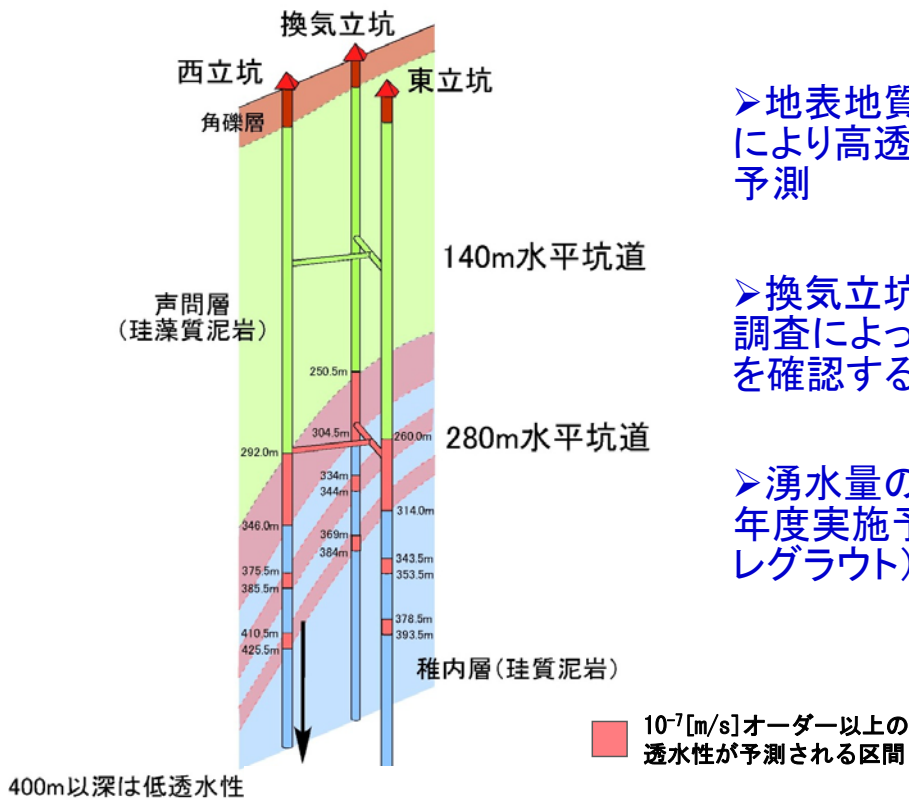 換気立坑
西立坑
東立坑
角礫層
140m水平坑道
声問層
(珪藻質泥岩)
250.5m
304.5m
260.0m
280m水平坑道
292.0m
334m
344m
314.0m
346.0m
369m
384m
343.5m
353.5m
375.5m
385.5m
378.5m
393.5m
410.5m
425.5m
稚内層(珪質泥岩)
400m以深は低透水性
10⁻⁷[m/s]オーダー以上の
透水性が予測される区間
➢地表地質
により高透
予測
➢換気立坑
調査によっ
を確認する
➢湧水量の
年度実施予
レグラウト)